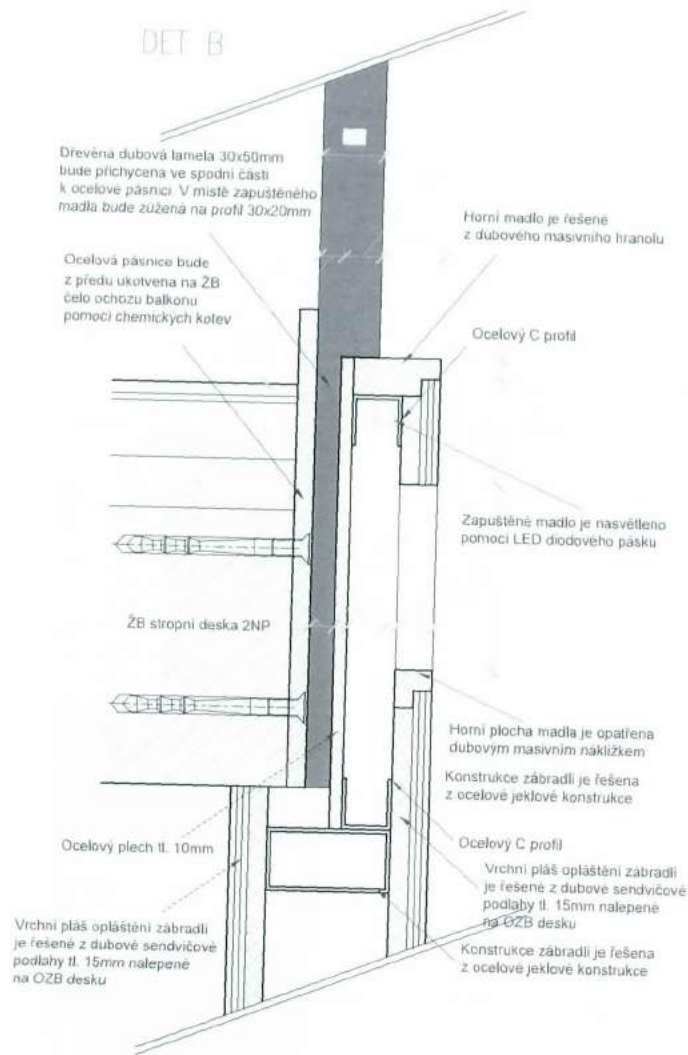 DET B
Dřevěná dubová lamela 30x50mm
bude přichycena ve spodní části
k ocelové pásnici. V místě zapuštěného
madla bude zúžená na profil 30x20mm
Horní madlo je řešené
z dubového masivního hranolu
Ocelová pásnice bude
z předu ukotvena na ŽB
čelo ochozu balkonu
pomocí chemických kotev
Ocelový C profil
Zapuštěné madlo je nasvětleno
pomocí LED diodového pásku
ŽB stropní deska 2NP
Horní plocha madla je opatřena
dubovým masivním náklížkem
Konstrukce zábradlí je řešena
z ocelové jeklové konstrukce
Ocelový plech tl. 10mm
Ocelový C profil
Vrchní pláš opláštění zábradlí
je řešené z dubové sendvičové
podlahy tl. 15mm nalepené
na OZB desku
Vrchní pláš opláštění zábradlí
je řešené z dubové sendvičové
podlahy tl. 15mm nalepené
na OZB desku
Konstrukce zábradlí je řešena
z ocelové jeklové konstrukce